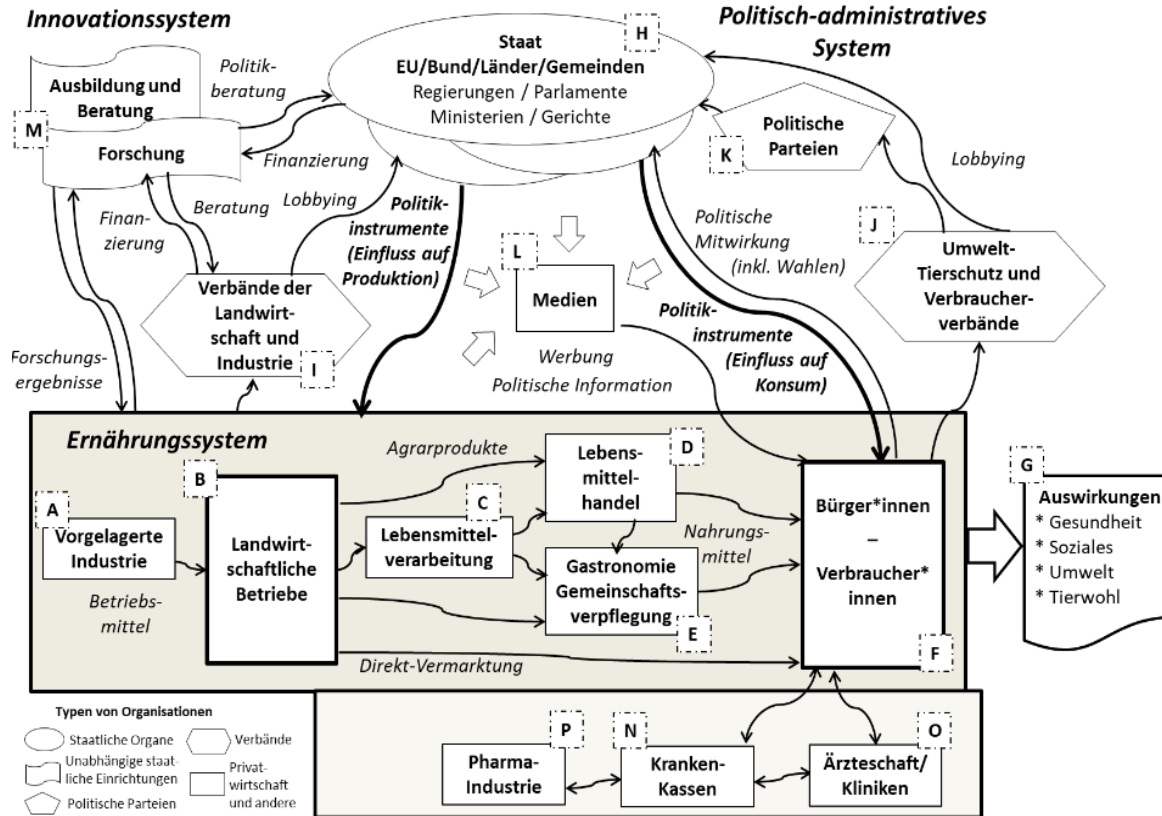 Innovationssystem
Politisch-administratives
System
H
Staat
EU/Bund/Länder/Gemeinden
Regierungen / Parlamente
Ministerien / Gerichte
Ausbildung und
Beratung
M
Forschung
Politik-
beratung
Finanzierung
Politische
Parteien
K
Lobbying
Finan-
zierung
Beratung
Lobbying
Politik-
instrumente
(Einfluss auf
Produktion)
L
Medien
Politische
Mitwirkung
(inkl. Wahlen)
J
Umwelt-
Tierschutz und
Verbraucher-
verbände
Verbände der
Landwirt-
schaft und
Industrie
I
Politik-
instrumente
(Einfluss auf
Konsum)
Werbung
Politische Information
Forschungs-
ergebnisse
Ernährungssystem
A
Vorgelagerte
Industrie
Betriebs-
mittel
B
Landwirt-
schaftliche
Betriebe
Agrarprodukte
C
Lebensmittel-
verarbeitung
D
Lebens-
mittel-
handel
Nahrungs-
mittel
Gastronomie
Gemeinschafts-
verpflegung
E
Direkt-Vermarktung
Bürger*innen
–
Verbraucher*
innen
F
G
Auswirkungen
* Gesundheit
* Soziales
* Umwelt
* Tierwohl
P
Pharma-
Industrie
N
Kranken-
Kassen
O
Ärzteschaft/
Kliniken
Typen von Organisationen
Staatliche Organe
Verbände
Unabhängige staat-
liche Einrichtungen
Privat-
wirtschaft
und andere
Politische Parteien